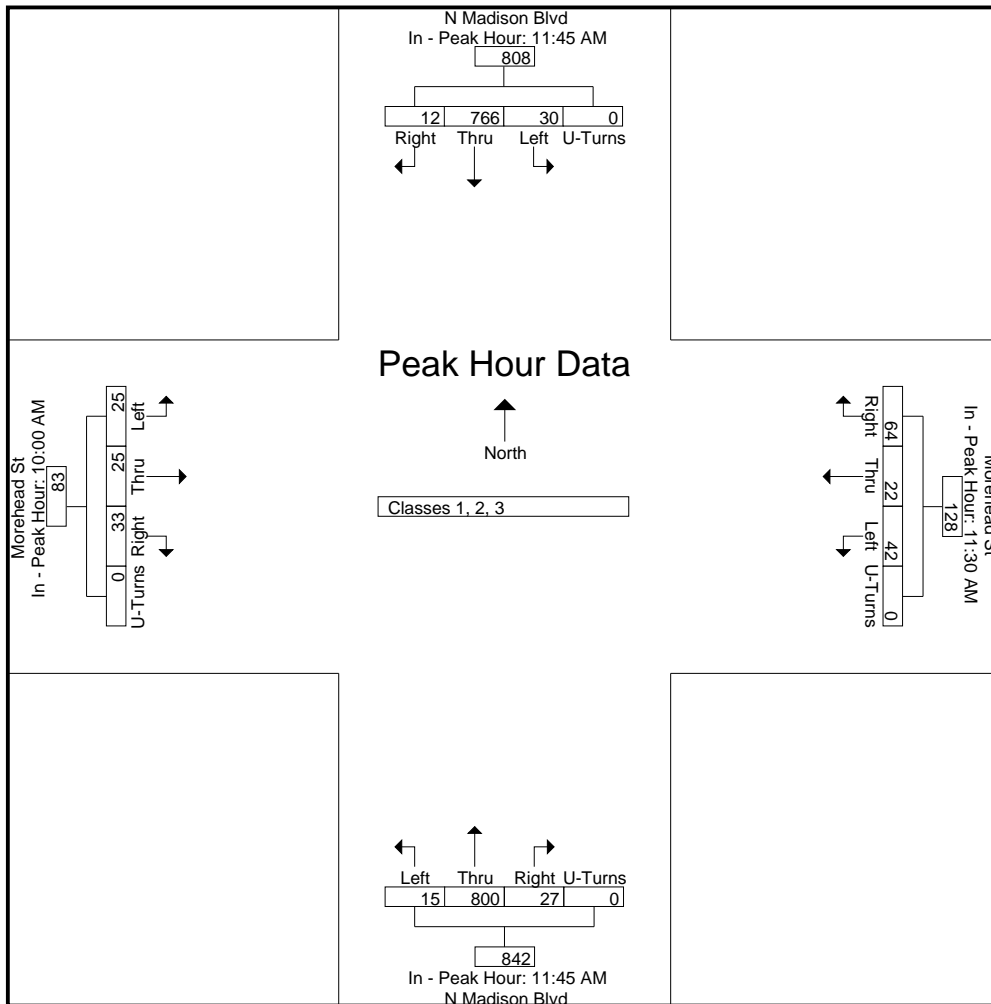 N Madison Blvd
In - Peak Hour: 11:45 AM
808
12 766 30 0
Right Thru Left U-Turns
Peak Hour Data
North
Classes 1, 2, 3
Morehead St
In - Peak Hour: 10:00 AM
83
25 25 33 0
Left Thru Right U-Turns
Morehead St
In - Peak Hour: 11:30 AM
128
64 22 42 0
Right Thru Left U-Turns
Left Thru Right U-Turns
15 800 27 0
842
In - Peak Hour: 11:45 AM
N Madison Blvd